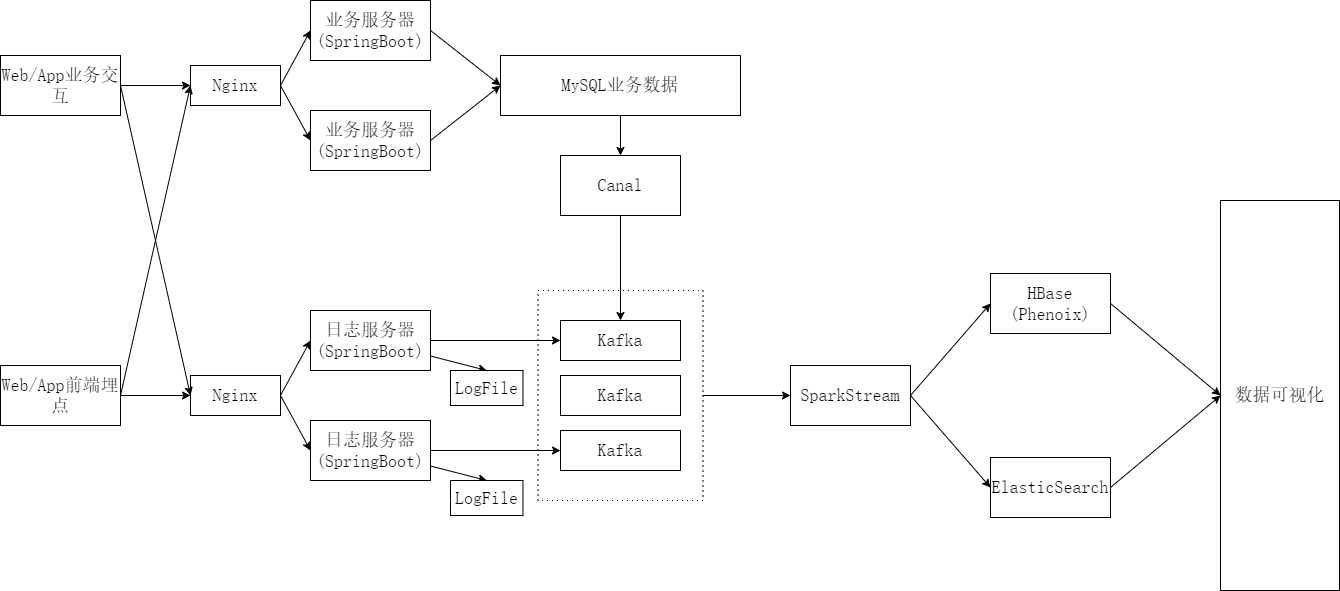 Web/App业务交
互
Nginx
业务服务器
(SpringBoot)
业务服务器
(SpringBoot)
MySQL业务数据
Canal
Web/App前端埋
点
Nginx
日志服务器
(SpringBoot)
LogFile
日志服务器
(SpringBoot)
LogFile
Kafka
Kafka
Kafka
SparkStream
HBase
(Phenoix)
ElasticSearch
数据可视化